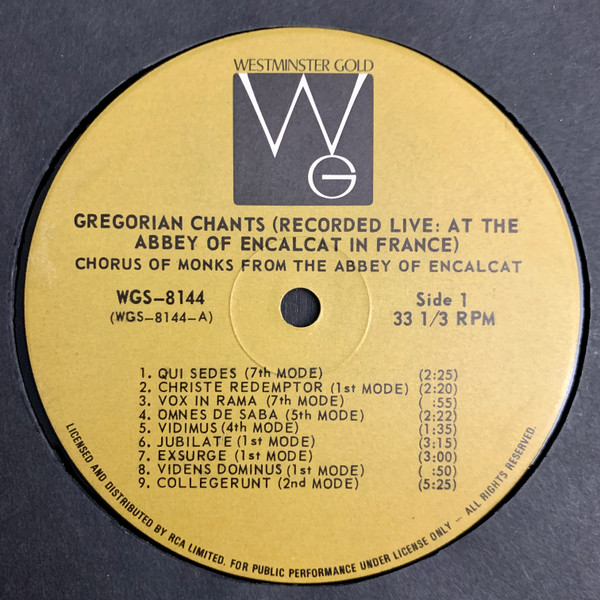 WESTMINSTER GOLD
WG
GREGORIAN CHANTS (RECORDED LIVE: AT THE
ABBEY OF ENCALCAT IN FRANCE)
CHORUS OF MONKS FROM THE ABBEY OF ENCALCAT
WGS–8144 Side 1
(WGS–8144–A) 33 1/3 RPM
1. QUI SEDES (7th MODE) (2:25)
2. CHRISTE REDEMPTOR (1st MODE) (2:20)
3. VOX IN RAMA (7th MODE) ( :55)
4. OMNES DE SABA (5th MODE) (2:22)
5. VIDIMUS (4th MODE) (1:35)
6. JUBILATE (1st MODE) (3:15)
7. EXSURGE (1st MODE) (3:00)
8. VIDENS DOMINUS (1st MODE) ( :50)
9. COLLEGERUNT (2nd MODE) (5:25)
LICENSED AND DISTRIBUTED BY RCA LIMITED. FOR PUBLIC PERFORMANCE UNDER LICENSE ONLY – ALL RIGHTS RESERVED.